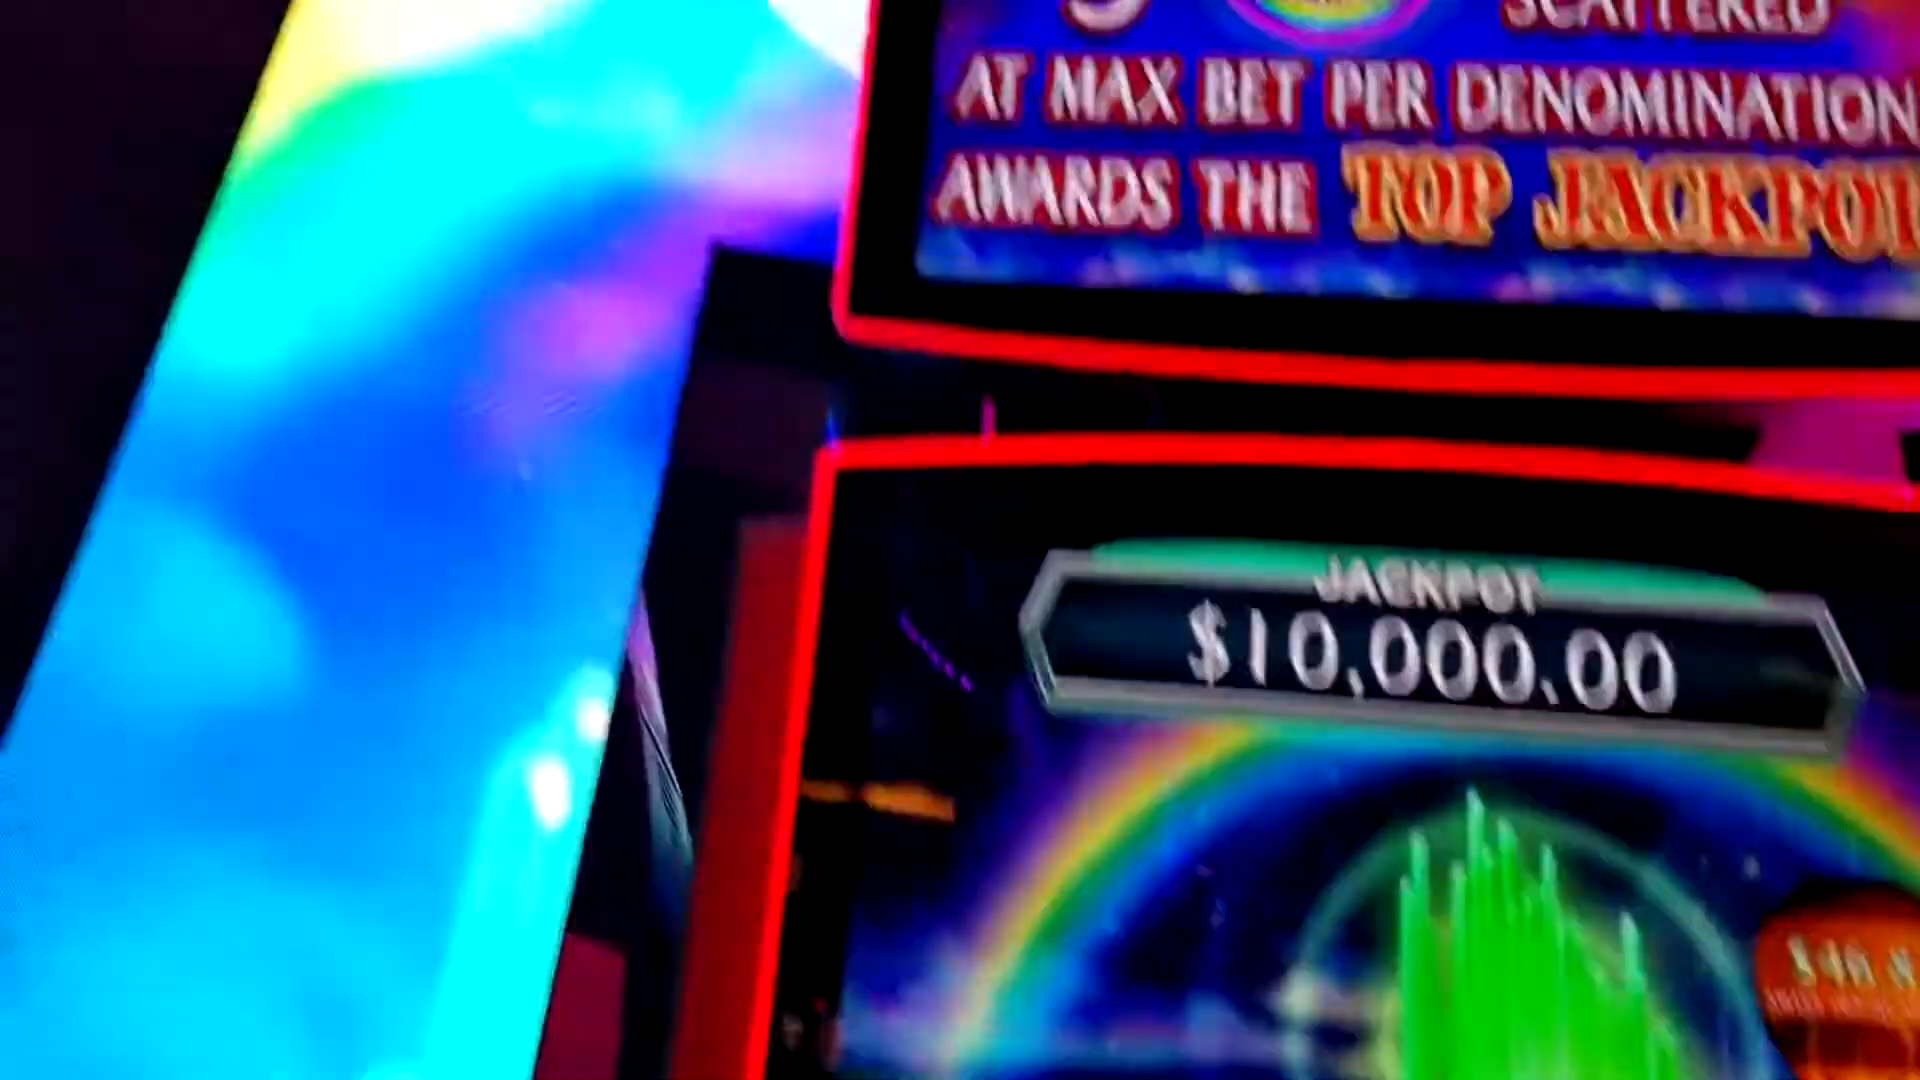 SCATTERED
AT MAX BET PER DENOMINATION
AWARDS THE TOP JACKPOT
JACKPOT
$10,000.00